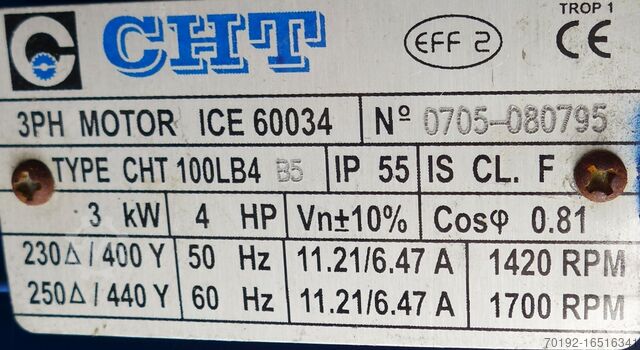 TROP 1
CHT EFF 2 CE
3PH MOTOR ICE 60034 Nº 0705-080795
TYPE CHT 100LB4 B5 IP 55 IS CL. F
3 kW 4 HP Vn±10% Cosφ 0.81
230Δ/400 Y 50 Hz 11.21/6.47 A 1420 RPM
250Δ/440 Y 60 Hz 11.21/6.47 A 1700 RPM
70192-16516341